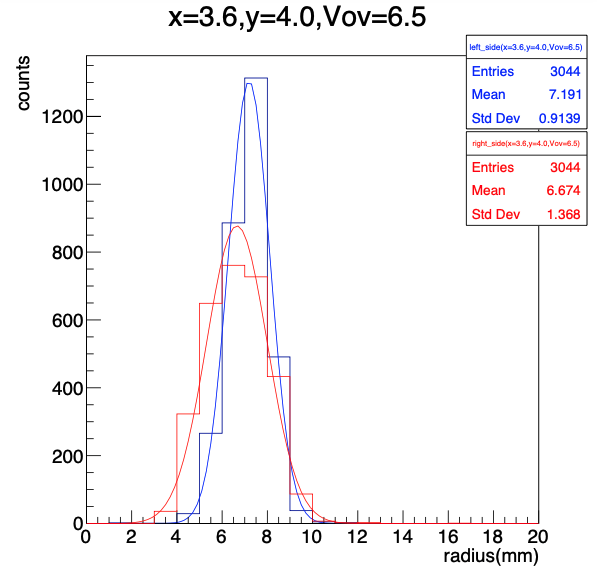 x=3.6,y=4.0,Vov=6.5
counts
left_side(x=3.6,y=4.0,Vov=6.5)
Entries 3044
Mean 7.191
Std Dev 0.9139
right_side(x=3.6,y=4.0,Vov=6.5)
Entries 3044
Mean 6.674
Std Dev 1.368
1200
1000
800
600
400
200
0
0 2 4 6 8 10 12 14 16 18 20
radius(mm)